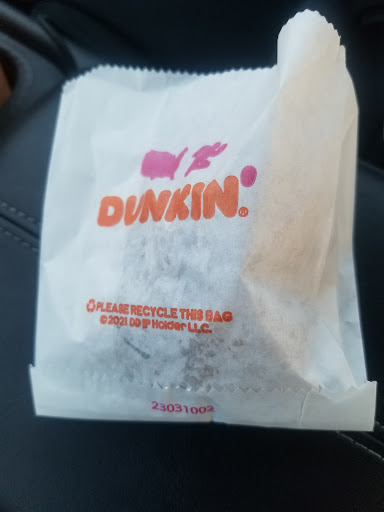 DUNKIN'®
♻PLEASE RECYCLE THIS BAG
©2021 DD IP Holder LLC.
23031002